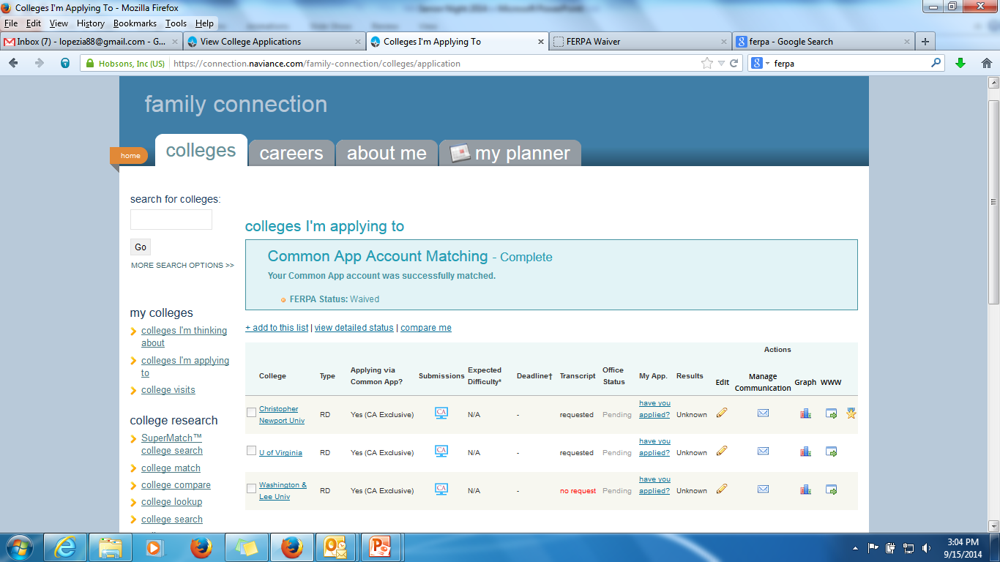 Colleges I'm Applying To - Mozilla Firefox
File Edit View History Bookmarks Tools Help
Inbox (7) - lopezia88@gmail.com - G...
View College Applications
Colleges I'm Applying To
FERPA Waiver
ferpa - Google Search
Hobsons, Inc (US) https://connection.naviance.com/family-connection/colleges/application
ferpa
family connection
home
colleges
careers
about me
my planner
search for colleges:
Go
MORE SEARCH OPTIONS >>
my colleges
colleges I'm thinking
about
colleges I'm applying
to
college visits
college research
SuperMatch™
college search
college match
college compare
college lookup
college search
colleges I'm applying to
Common App Account Matching - Complete
Your Common App account was successfully matched.
FERPA Status: Waived
+ add to this list | view detailed status | compare me
Actions
College Type Applying via Common App? Submissions Expected Difficulty* Deadline† Transcript Office Status My App. Results Edit Manage Communication Graph WWW
Christopher Newport Univ RD Yes (CA Exclusive) CA N/A - requested Pending have you applied? Unknown
U of Virginia RD Yes (CA Exclusive) CA N/A - requested Pending have you applied? Unknown
Washington & Lee Univ RD Yes (CA Exclusive) CA N/A - no request Pending have you applied? Unknown
3:04 PM
9/15/2014